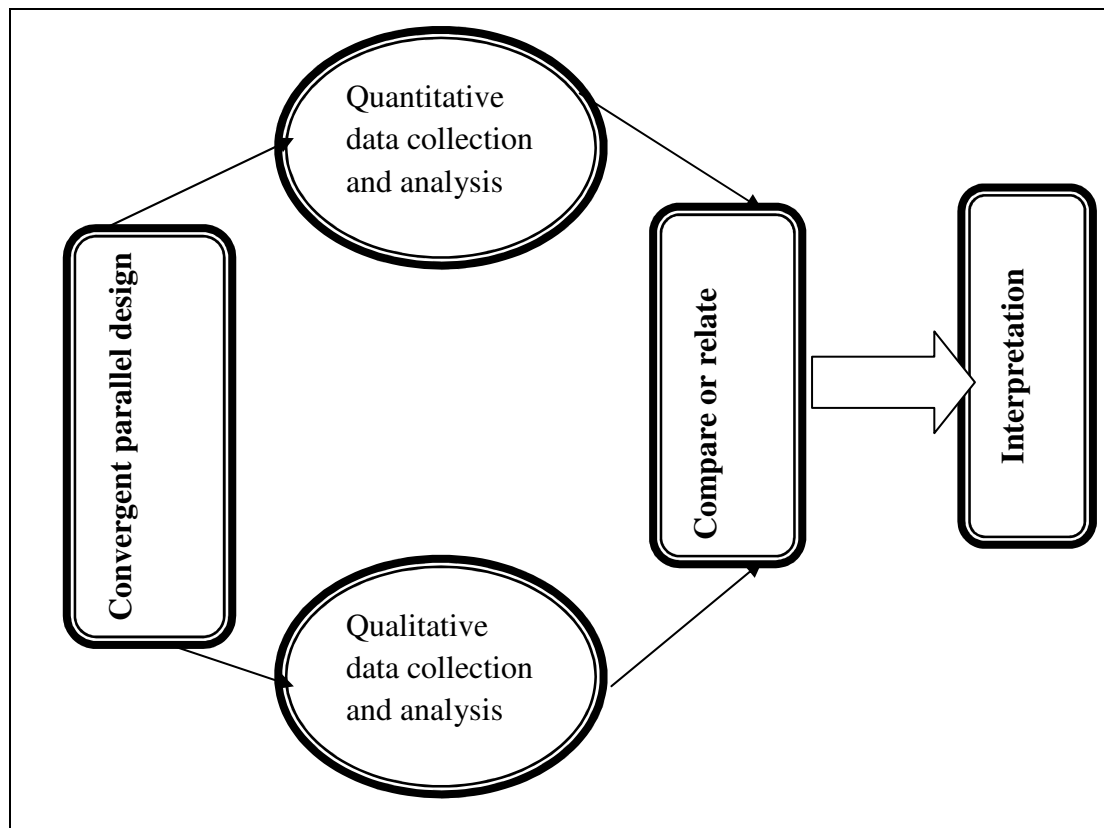 Quantitative
data collection
and analysis
Convergent parallel design
Compare or relate
Interpretation
Qualitative
data collection
and analysis